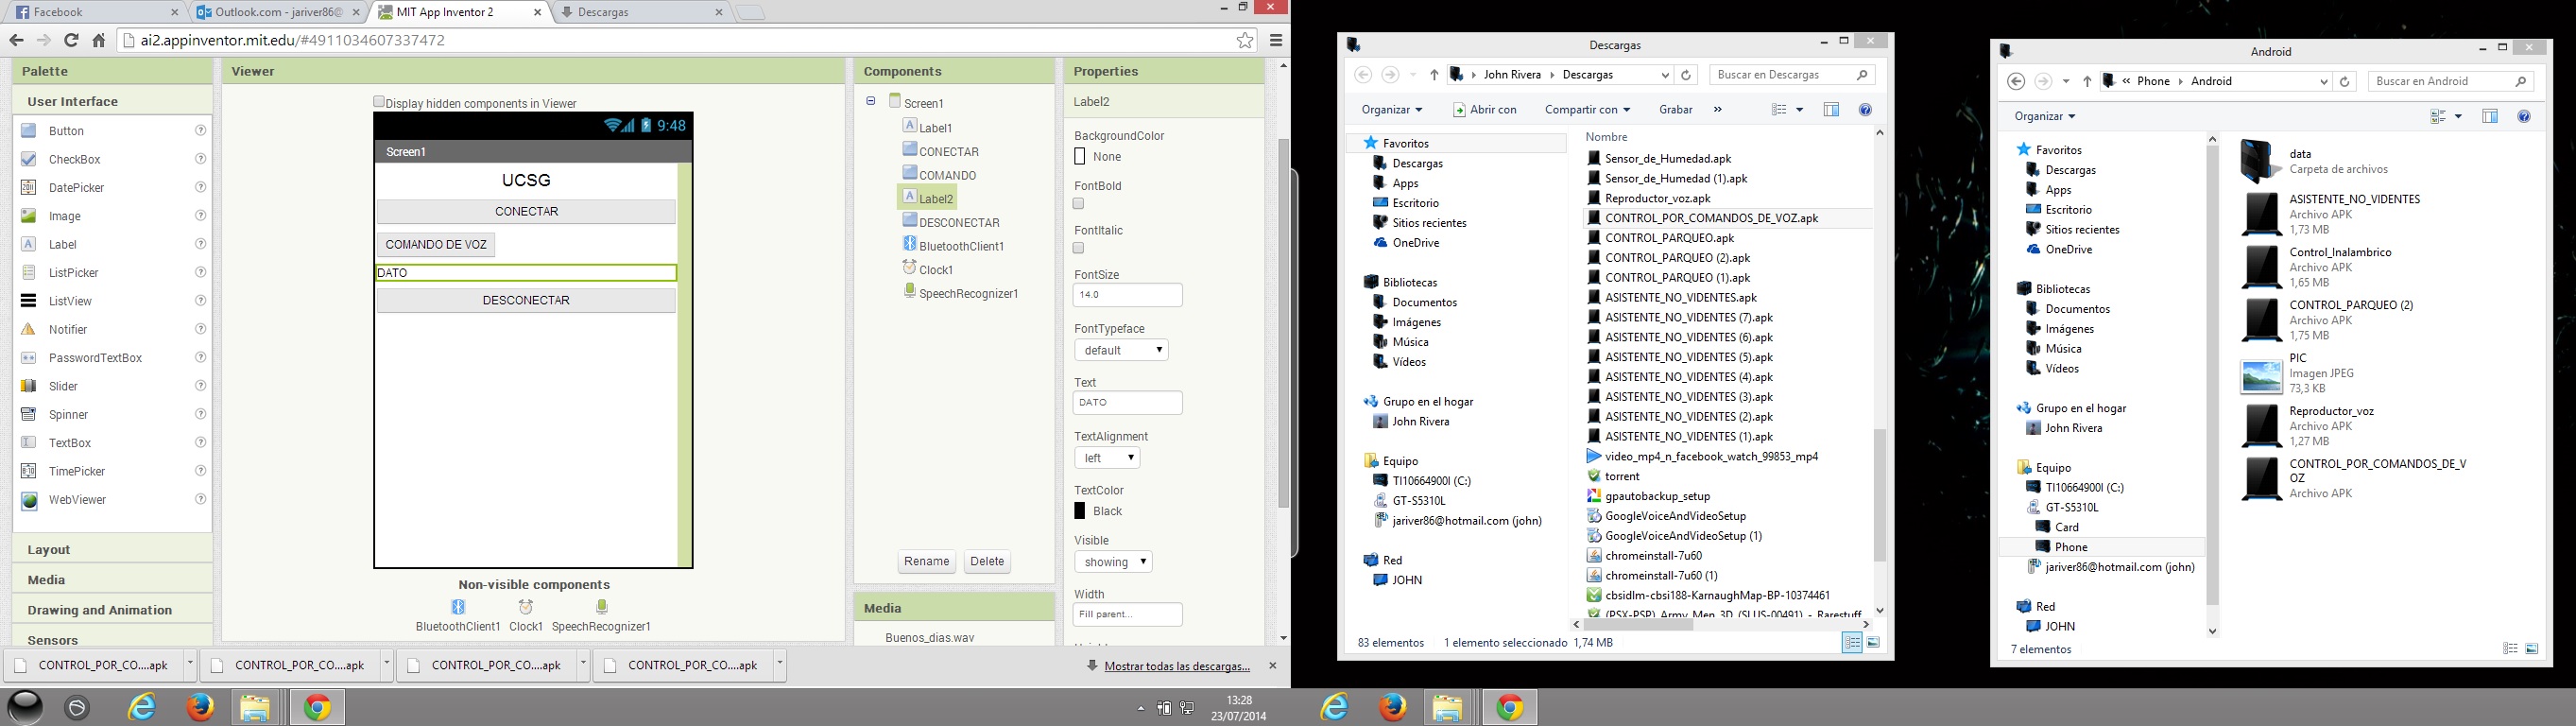 Facebook
Outlook.com - jariver86@
MIT App Inventor 2
Descargas
ai2.appinventor.mit.edu/#4911034607337472
Palette
User Interface
Button
CheckBox
DatePicker
Image
Label
ListPicker
ListView
Notifier
PasswordTextBox
Slider
Spinner
TextBox
TimePicker
WebViewer
Layout
Media
Drawing and Animation
Sensors
Viewer
Display hidden components in Viewer
9:48
Screen1
UCSG
CONECTAR
COMANDO DE VOZ
DATO
DESCONECTAR
Non-visible components
BluetoothClient1 Clock1 SpeechRecognizer1
Components
Screen1
Label1
CONECTAR
COMANDO
Label2
DESCONECTAR
BluetoothClient1
Clock1
SpeechRecognizer1
Rename Delete
Media
Buenos_dias.wav
Properties
Label2
BackgroundColor
None
FontBold
FontItalic
FontSize
14.0
FontTypeface
default
Text
DATO
TextAlignment
left
TextColor
Black
Visible
showing
Width
Fill parent...
CONTROL_POR_CO....apk
CONTROL_POR_CO....apk
CONTROL_POR_CO....apk
CONTROL_POR_CO....apk
Mostrar todas las descargas...
13:28
23/07/2014
Descargas
John Rivera Descargas
Buscar en Descargas
Organizar Abrir con Compartir con Grabar »
Favoritos
Descargas
Apps
Escritorio
Sitios recientes
OneDrive
Bibliotecas
Documentos
Imágenes
Música
Vídeos
Grupo en el hogar
John Rivera
Equipo
TI10664900I (C:)
GT-S5310L
jariver86@hotmail.com (john)
Red
JOHN
Nombre
Sensor_de_Humedad.apk
Sensor_de_Humedad (1).apk
Reproductor_voz.apk
CONTROL_POR_COMANDOS_DE_VOZ.apk
CONTROL_PARQUEO.apk
CONTROL_PARQUEO (2).apk
CONTROL_PARQUEO (1).apk
ASISTENTE_NO_VIDENTES.apk
ASISTENTE_NO_VIDENTES (7).apk
ASISTENTE_NO_VIDENTES (6).apk
ASISTENTE_NO_VIDENTES (5).apk
ASISTENTE_NO_VIDENTES (4).apk
ASISTENTE_NO_VIDENTES (3).apk
ASISTENTE_NO_VIDENTES (2).apk
ASISTENTE_NO_VIDENTES (1).apk
video_mp4_n_facebook_watch_99853_mp4
torrent
gpautobackup_setup
GoogleVoiceAndVideoSetup
GoogleVoiceAndVideoSetup (1)
chromeinstall-7u60
chromeinstall-7u60 (1)
cbsidlm-cbsi188-KarnaughMap-BP-10374461
(PSX-PSP) Army Men 3D (SLUS-00491) - Rarestuff
83 elementos 1 elemento seleccionado 1,74 MB
Android
« Phone Android
Buscar en Android
Organizar
Favoritos
Descargas
Apps
Escritorio
Sitios recientes
OneDrive
Bibliotecas
Documentos
Imágenes
Música
Vídeos
Grupo en el hogar
John Rivera
Equipo
TI10664900I (C:)
GT-S5310L
Card
Phone
jariver86@hotmail.com (john)
Red
JOHN
data
Carpeta de archivos
ASISTENTE_NO_VIDENTES
Archivo APK
1,73 MB
Control_Inalambrico
Archivo APK
1,65 MB
CONTROL_PARQUEO (2)
Archivo APK
1,75 MB
PIC
Imagen JPEG
73,3 KB
Reproductor_voz
Archivo APK
1,27 MB
CONTROL_POR_COMANDOS_DE_V
OZ
Archivo APK
7 elementos